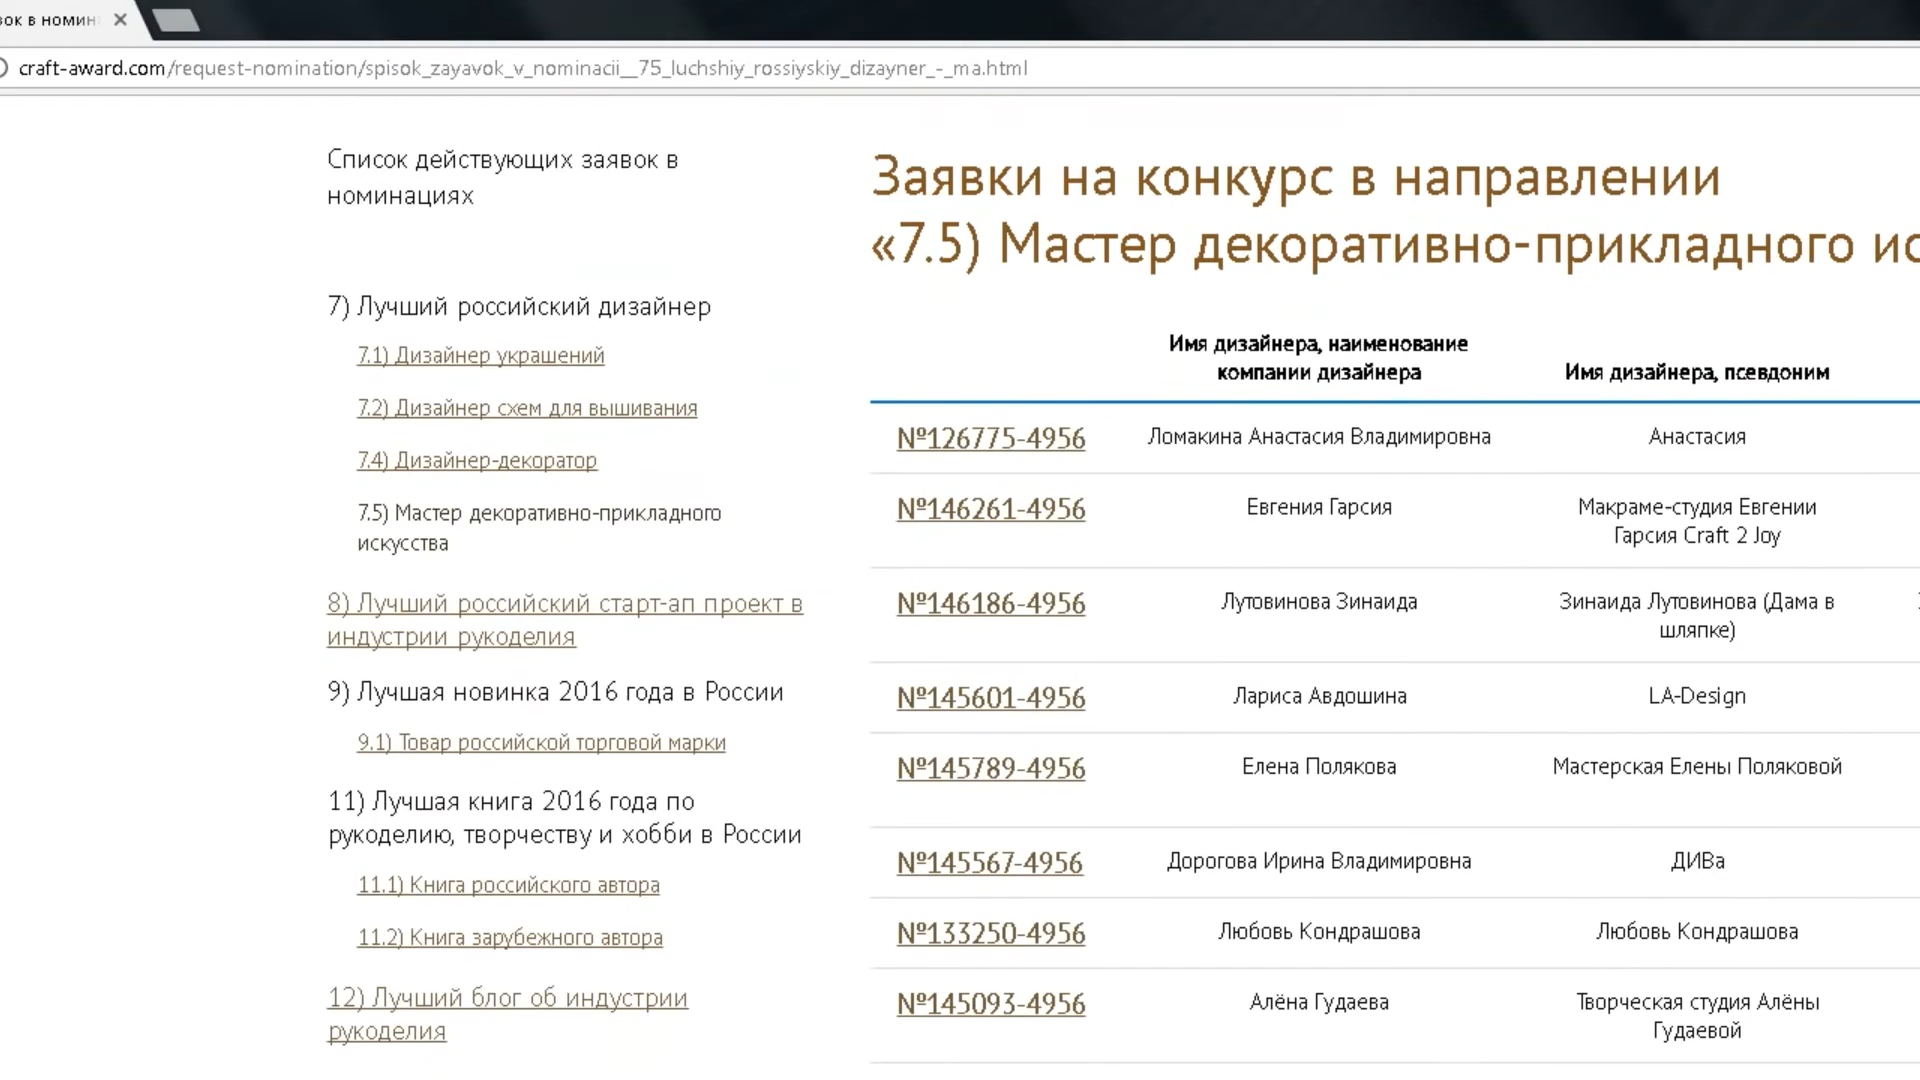 craft-award.com/request-nomination/spisok_zayavok_v_nominacii__75_luchshiy_rossiyskiy_dizayner_-_ma.html
Список действующих заявок в
номинациях
7) Лучший российский дизайнер
7.1) Дизайнер украшений
7.2) Дизайнер схем для вышивания
7.4) Дизайнер-декоратор
7.5) Мастер декоративно-прикладного
искусства
8) Лучший российский старт-ап проект в
индустрии рукоделия
9) Лучшая новинка 2016 года в России
9.1) Товар российской торговой марки
11) Лучшая книга 2016 года по
рукоделию, творчеству и хобби в России
11.1) Книга российского автора
11.2) Книга зарубежного автора
12) Лучший блог об индустрии
рукоделия
Заявки на конкурс в направлении
«7.5) Мастер декоративно-прикладного
Имя дизайнера, наименование
компании дизайнера
Имя дизайнера, псевдоним
№126775-4956 Ломакина Анастасия Владимировна Анастасия
№146261-4956 Евгения Гарсия Макраме-студия Евгении
Гарсия Craft 2 Joy
№146186-4956 Лутовинова Зинаида Зинаида Лутовинова (Дама в
шляпке)
№145601-4956 Лариса Авдошина LA-Design
№145789-4956 Елена Полякова Мастерская Елены Поляковой
№145567-4956 Дорогова Ирина Владимировна ДИВа
№133250-4956 Любовь Кондрашова Любовь Кондрашова
№145093-4956 Алёна Гудаева Творческая студия Алёны
Гудаевой